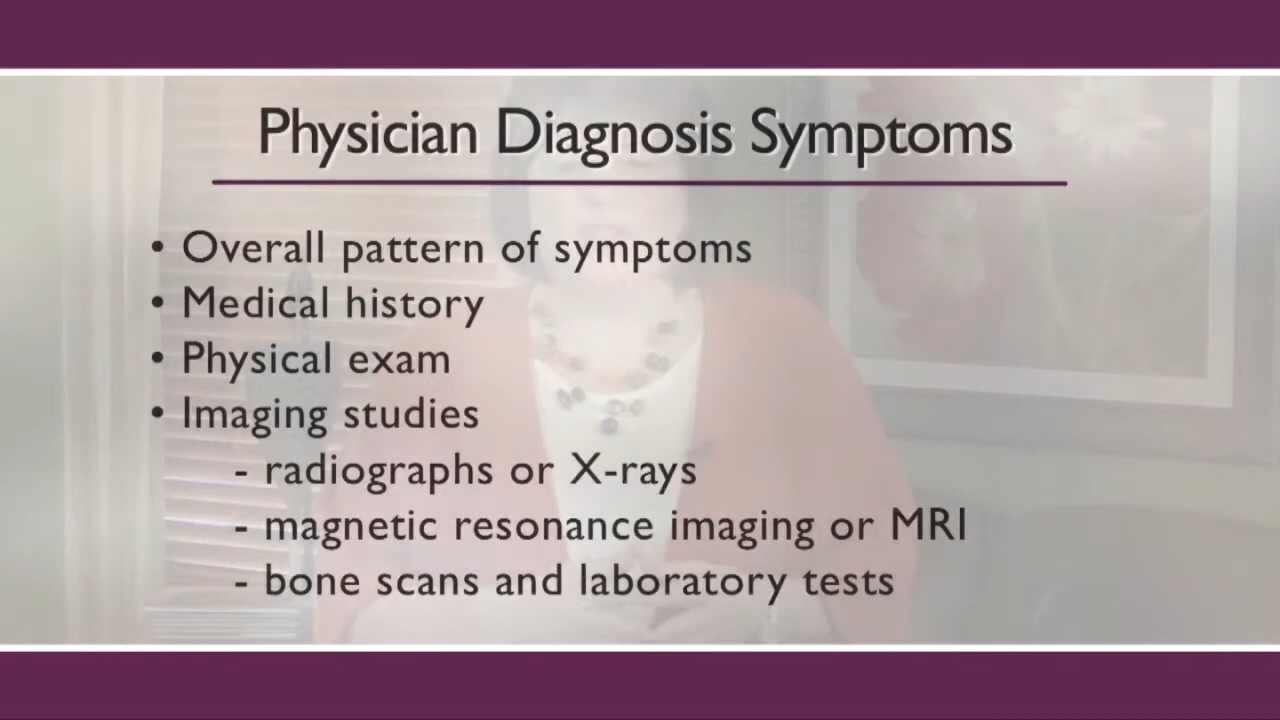 Physician Diagnosis Symptoms
• Overall pattern of symptoms
• Medical history
• Physical exam
• Imaging studies
- radiographs or X-rays
- magnetic resonance imaging or MRI
- bone scans and laboratory tests